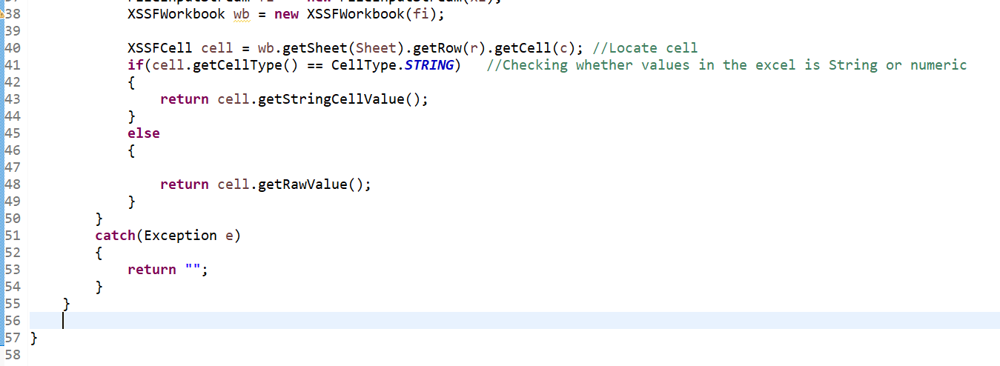 38 XSSFWorkbook wb = new XSSFWorkbook(fi);
39
40 XSSFCell cell = wb.getSheet(Sheet).getRow(r).getCell(c); //Locate cell
41 if(cell.getCellType() == CellType.STRING) //Checking whether values in the excel is String or numeric
42 {
43 return cell.getStringCellValue();
44 }
45 else
46 {
47
48 return cell.getRawValue();
49 }
50 }
51 catch(Exception e)
52 {
53 return "";
54 }
55 }
56
57 }
58